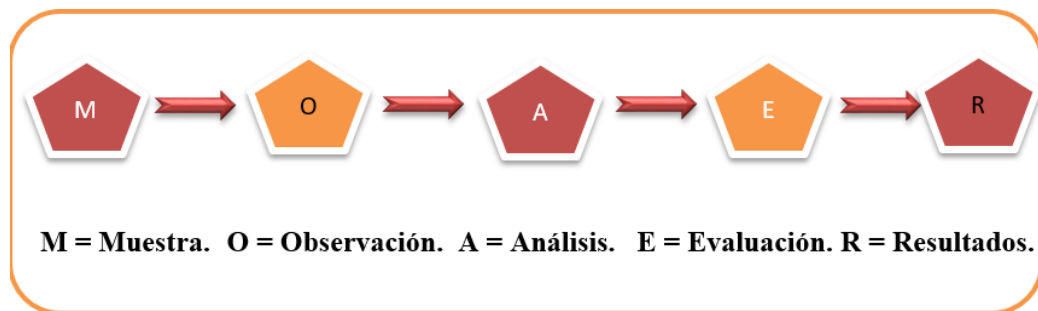 M O A E R
M = Muestra. O = Observación. A = Análisis. E = Evaluación. R = Resultados.